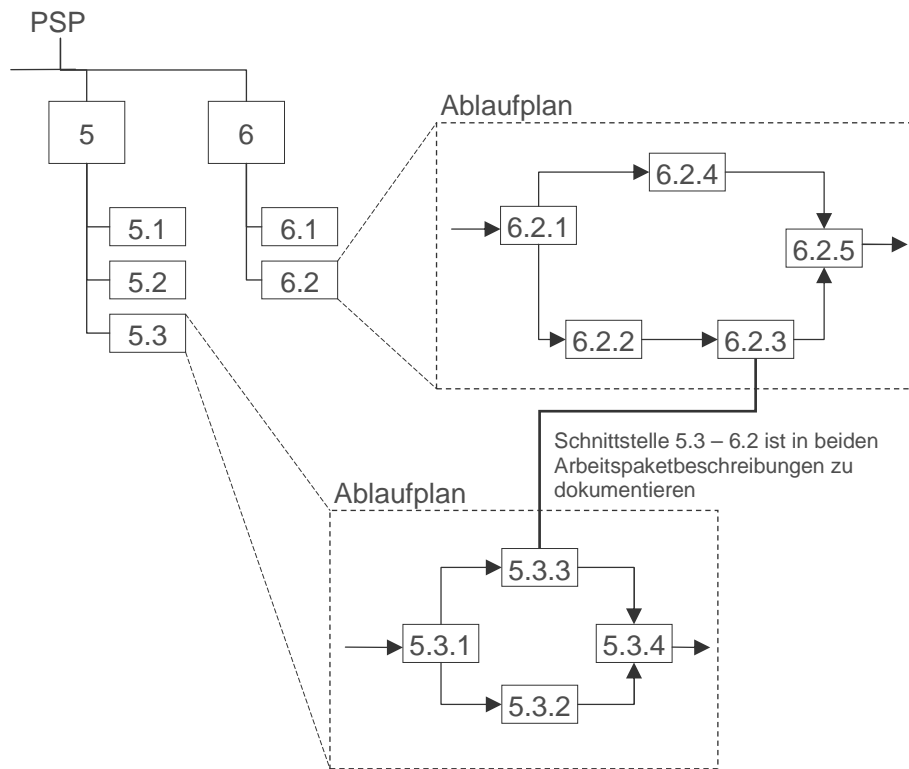 PSP
5
6
5.1
5.2
5.3
6.1
6.2
Ablaufplan
6.2.1
6.2.4
6.2.5
6.2.2
6.2.3
Schnittstelle 5.3 – 6.2 ist in beiden
Arbeitspaketbeschreibungen zu
dokumentieren
Ablaufplan
5.3.3
5.3.1
5.3.4
5.3.2